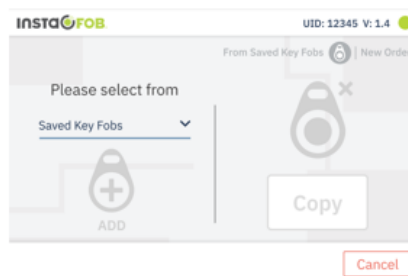 INSTAFOB
UID: 12345 V: 1.4
From Saved Key Fobs | New Orde
Please select from
Saved Key Fobs
ADD
Copy
Cancel